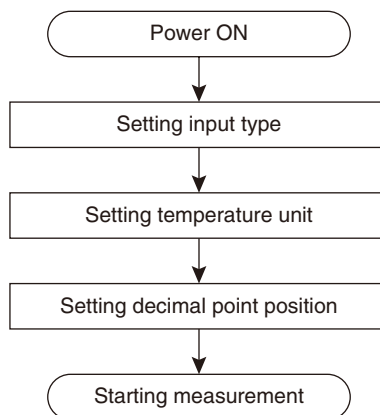 Power ON
Setting input type
Setting temperature unit
Setting decimal point position
Starting measurement